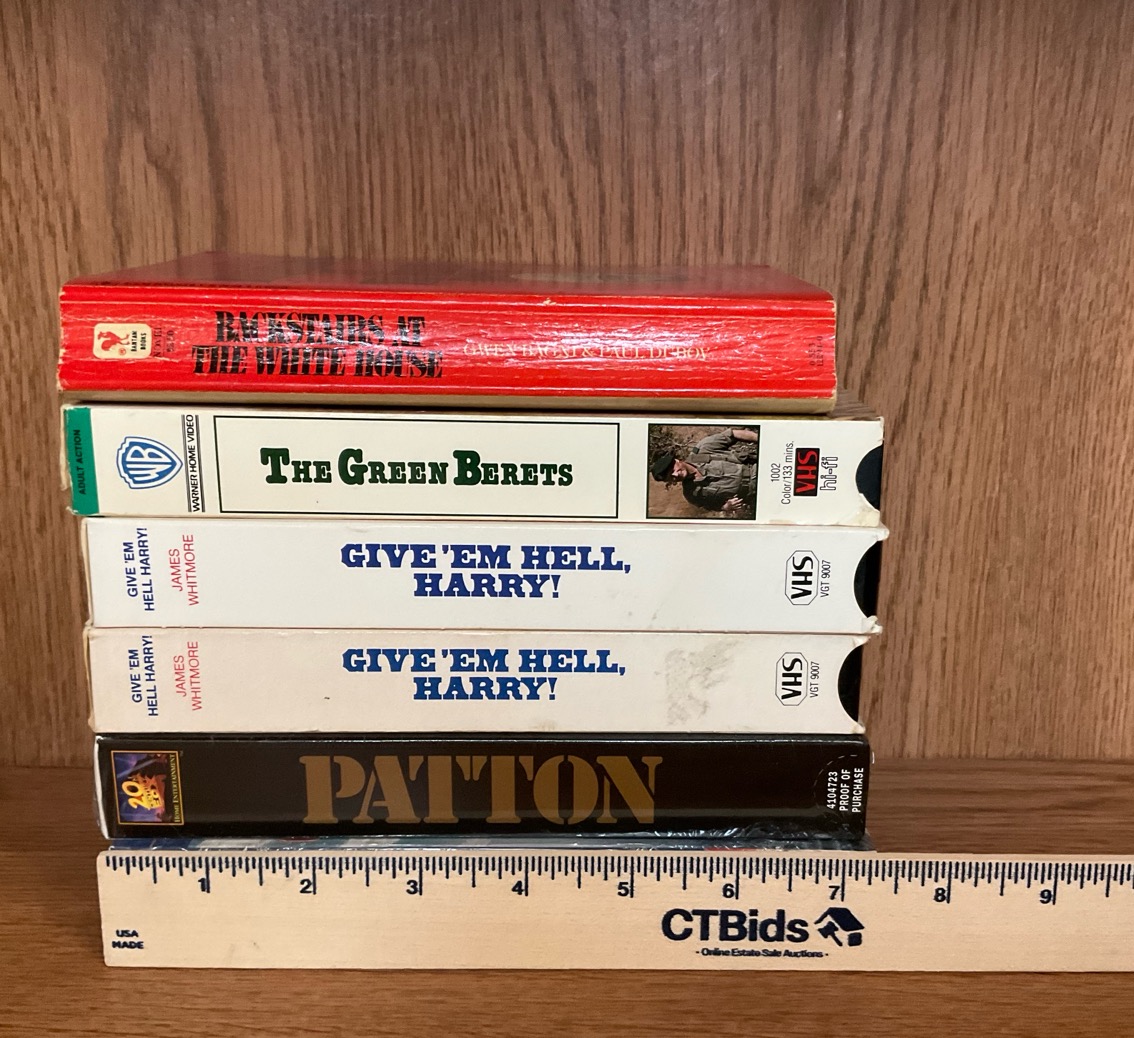 BACKSTAIRS AT
THE WHITE HOUSE
GWEN BAGNI & PAUL DUBOV
BANTAM
BOOKS
ADULT ACTION
WB
WARNER HOME VIDEO
THE GREEN BERETS
1002
Color/133 mins.
VHS
hi-fi
GIVE 'EM
HELL HARRY!
JAMES
WHITMORE
GIVE 'EM HELL,
HARRY!
VHS
VGT 9007
GIVE 'EM
HELL HARRY!
JAMES
WHITMORE
GIVE 'EM HELL,
HARRY!
VHS
VGT 9007
20
HOME ENTERTAINMENT
PATTON
4104723
PROOF OF
PURCHASE
1 2 3 4 5 6 7 8 9
USA
MADE
CTBids
- Online Estate Sale Auctions -